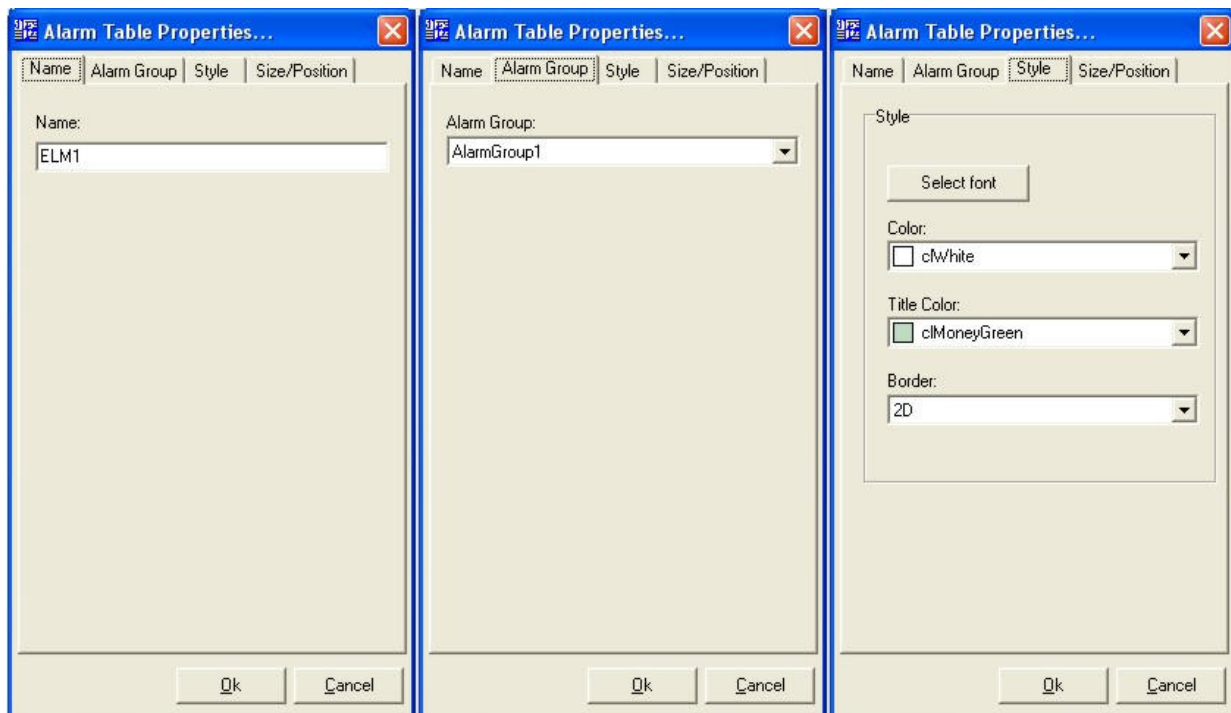 Alarm Table Properties...
Name Alarm Group Style Size/Position
Name:
ELM1
Ok Cancel
Alarm Table Properties...
Name Alarm Group Style Size/Position
Alarm Group:
AlarmGroup1
Ok Cancel
Alarm Table Properties...
Name Alarm Group Style Size/Position
Style
Select font
Color:
clWhite
Title Color:
clMoneyGreen
Border:
2D
Ok Cancel